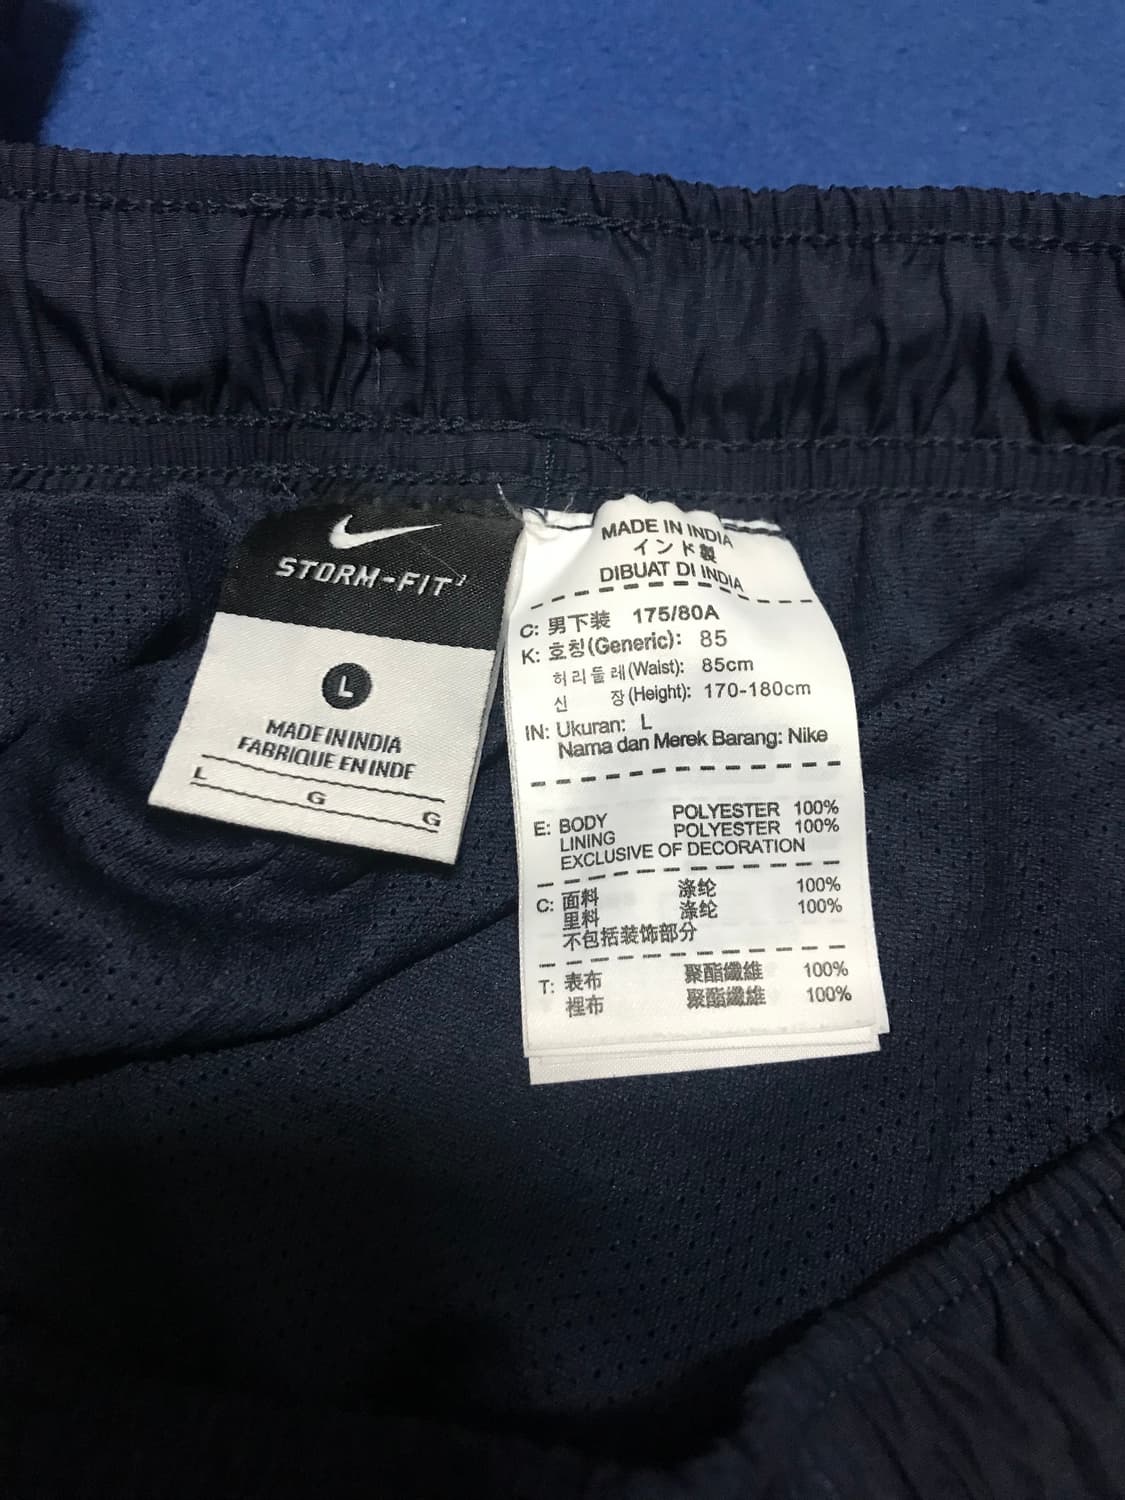 STORM-FIT
L
MADE IN INDIA
FABRIQUE EN INDE
L
G
G
MADE IN INDIA
インド製
DIBUAT DI INDIA
C: 男下装 175/80A
K: 호칭(Generic): 85
허리둘레(Waist): 85cm
신 장(Height): 170-180cm
IN: Ukuran: L
Nama dan Merek Barang: Nike
E: BODY POLYESTER 100%
LINING POLYESTER 100%
EXCLUSIVE OF DECORATION
C: 面料 涤纶 100%
里料 涤纶 100%
不包括装饰部分
T: 表布 聚酯纖維 100%
裡布 聚酯纖維 100%